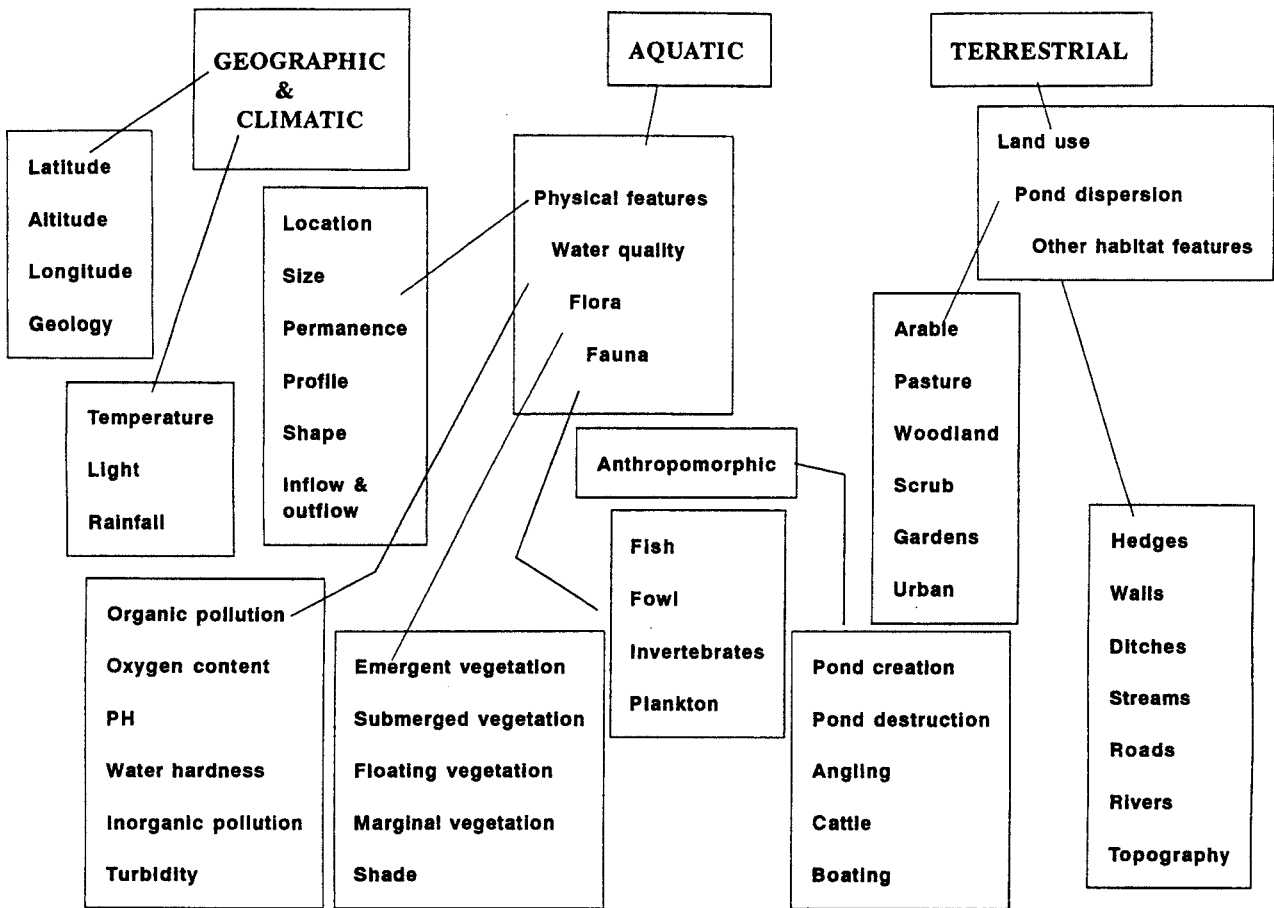 GEOGRAPHIC
&
CLIMATIC
AQUATIC
TERRESTRIAL
Latitude
Altitude
Longitude
Geology
Temperature
Light
Rainfall
Location
Size
Permanence
Profile
Shape
Inflow &
outflow
Physical features
Water quality
Flora
Fauna
Land use
Pond dispersion
Other habitat features
Arable
Pasture
Woodland
Scrub
Gardens
Urban
Anthropomorphic
Fish
Fowl
Invertebrates
Plankton
Hedges
Walls
Ditches
Streams
Roads
Rivers
Topography
Organic pollution
Oxygen content
PH
Water hardness
Inorganic pollution
Turbidity
Emergent vegetation
Submerged vegetation
Floating vegetation
Marginal vegetation
Shade
Pond creation
Pond destruction
Angling
Cattle
Boating